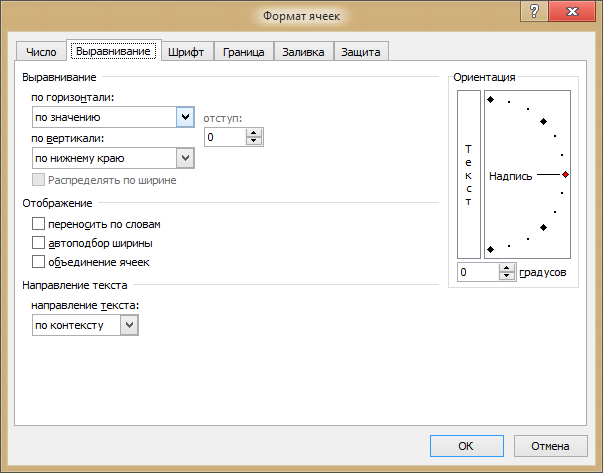 Формат ячеек
?
Число Выравнивание Шрифт Граница Заливка Защита
Выравнивание
по горизонтали:
по значению
отступ:
0
по вертикали:
по нижнему краю
Распределять по ширине
Отображение
переносить по словам
автоподбор ширины
объединение ячеек
Направление текста
направление текста:
по контексту
Ориентация
Текст
Надпись
0 градусов
ОК Отмена